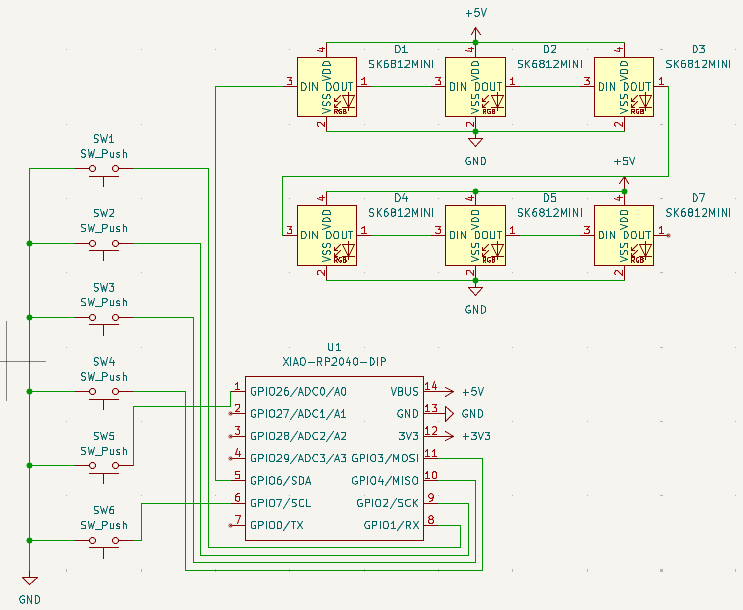 +5V
D1 D2 D3
SK6812MINI SK6812MINI SK6812MINI
4 VDD 4 VDD 4 VDD
3 DIN DOUT 1 3 DIN DOUT 1 3 DIN DOUT 1
VSS RGB VSS RGB VSS RGB
2 2 2
GND
+5V
D4 D5 D7
SK6812MINI SK6812MINI SK6812MINI
4 VDD 4 VDD 4 VDD
3 DIN DOUT 1 3 DIN DOUT 1 3 DIN DOUT 1
VSS RGB VSS RGB VSS RGB
2 2 2
GND
SW1
SW_Push
SW2
SW_Push
SW3
SW_Push
SW4
SW_Push
SW5
SW_Push
SW6
SW_Push
GND
U1
XIAO-RP2040-DIP
1 GPIO26/ADC0/A0 VBUS 14 +5V
2 GPIO27/ADC1/A1 GND 13 GND
3 GPIO28/ADC2/A2 3V3 12 +3V3
4 GPIO29/ADC3/A3 GPIO3/MOSI 11
5 GPIO6/SDA GPIO4/MISO 10
6 GPIO7/SCL GPIO2/SCK 9
7 GPIO0/TX GPIO1/RX 8